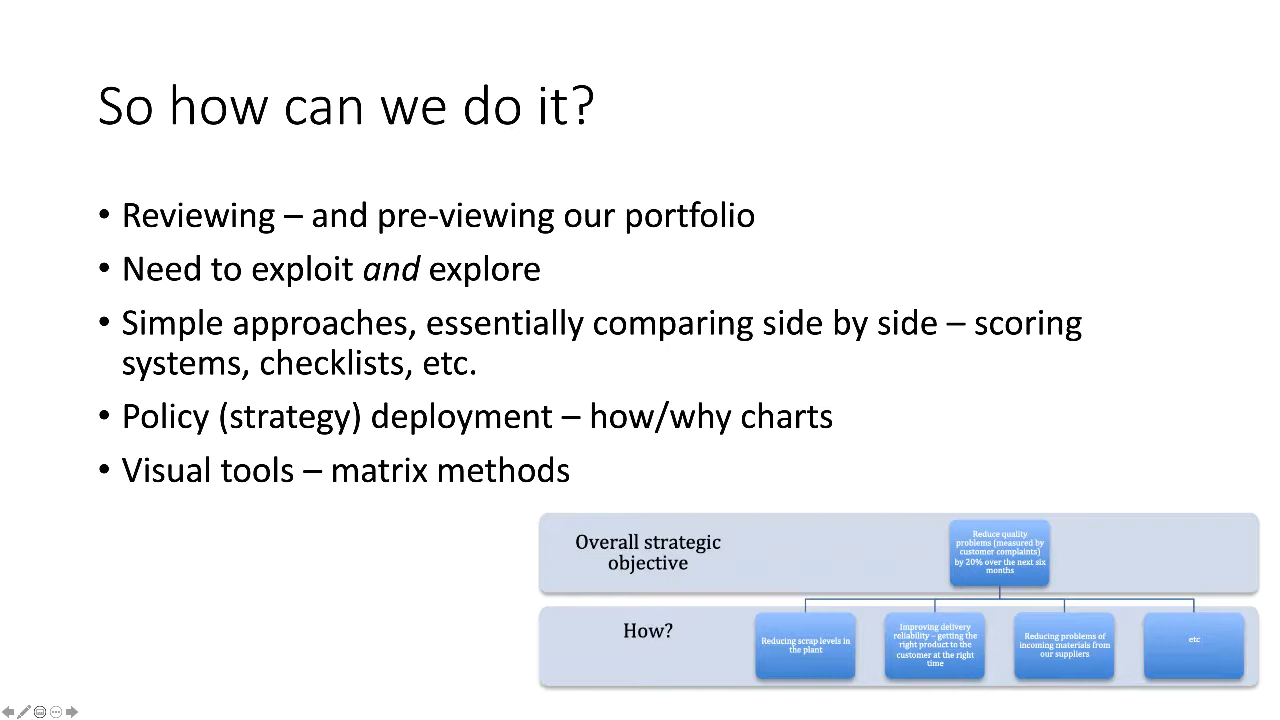 So how can we do it?
• Reviewing – and pre-viewing our portfolio
• Need to exploit and explore
• Simple approaches, essentially comparing side by side – scoring
systems, checklists, etc.
• Policy (strategy) deployment – how/why charts
• Visual tools – matrix methods
Overall strategic
objective
Reduce quality
problems (measured by
customer complaints)
by 20% over the next six
months
How?
Reducing scrap levels in
the plant
Improving delivery
reliability – getting the
right product to the
customer at the right
time
Reducing problems of
incoming materials from
our suppliers
etc